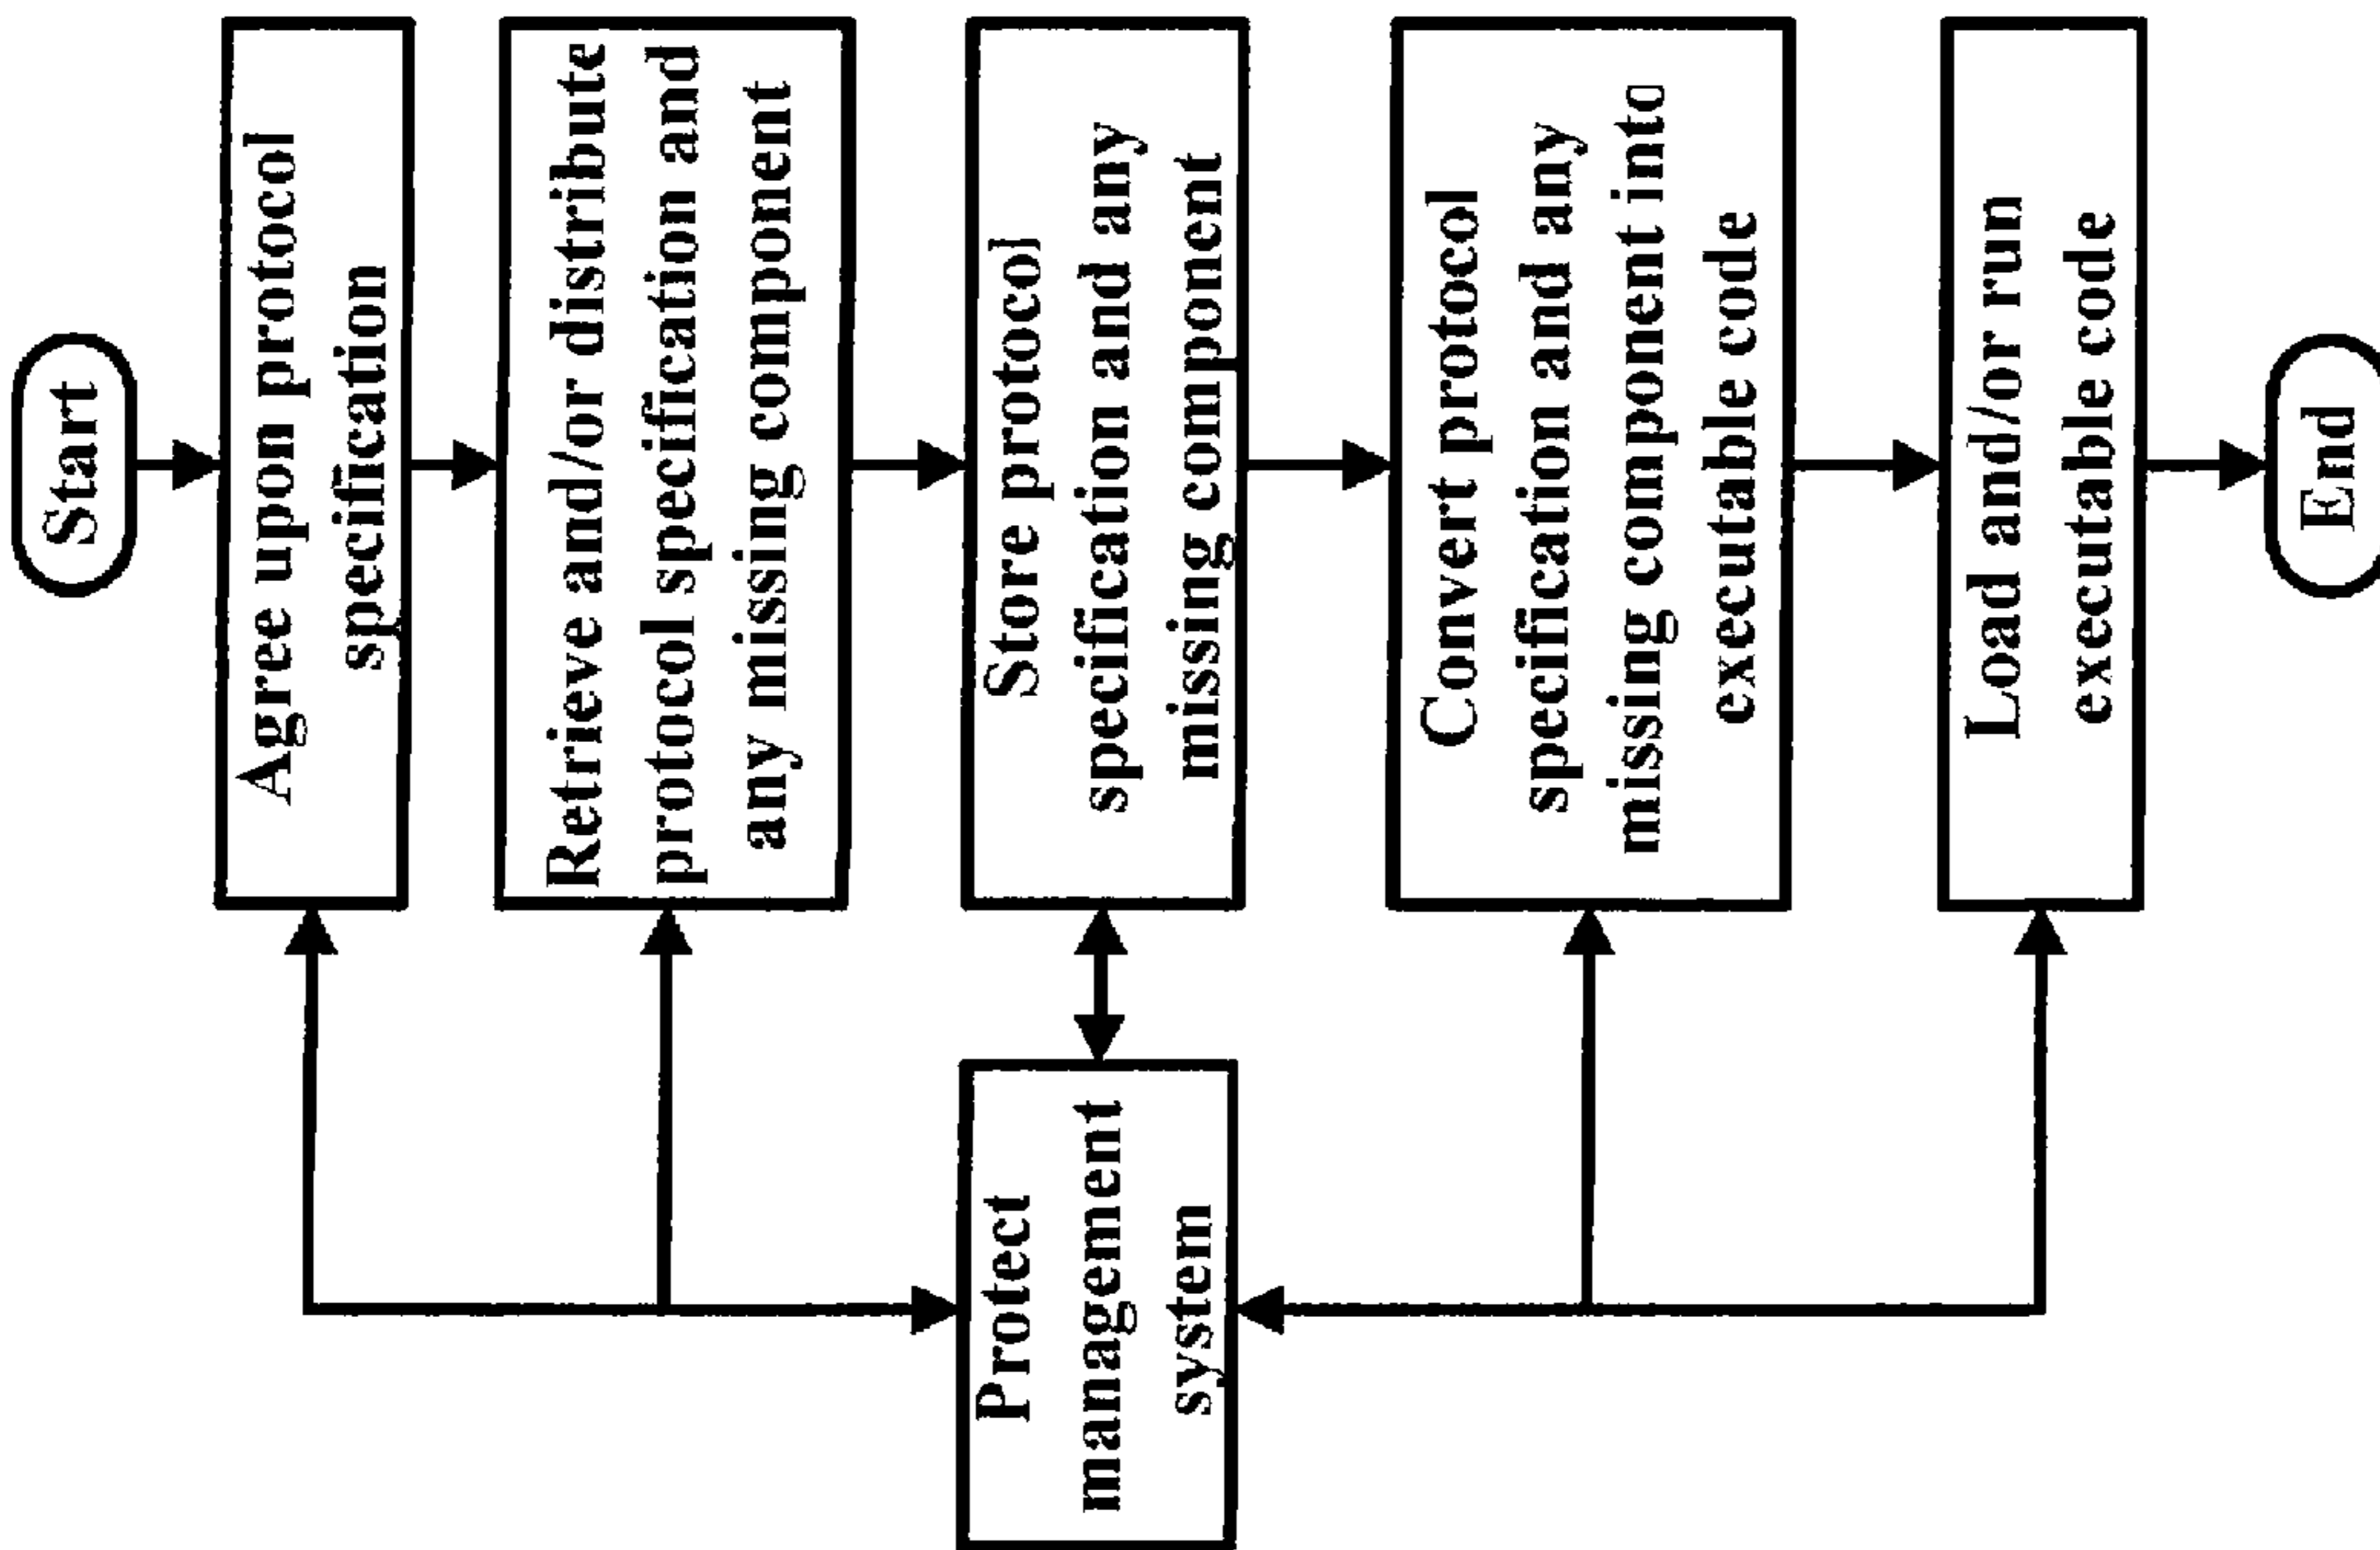 Start
Agree upon protocol
specification
Retrieve and/or distribute
protocol specification and
any missing component
Store protocol
specification and any
missing component
Convert protocol
specification and any
missing component into
executable code
Load and/or run
executable code
End
Protect
management
system